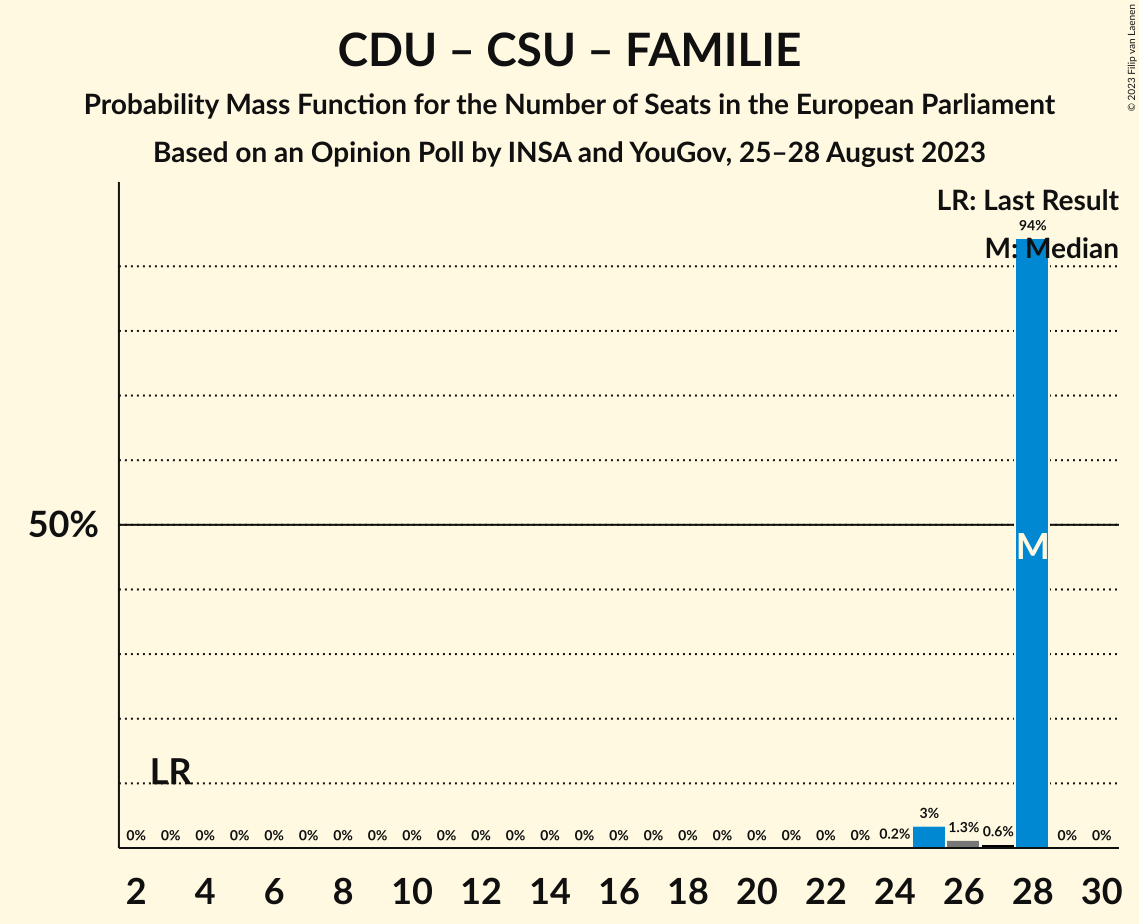 CDU – CSU – FAMILIE
Probability Mass Function for the Number of Seats in the European Parliament
Based on an Opinion Poll by INSA and YouGov, 25–28 August 2023
© 2023 Filip van Laenen
LR: Last Result
94%
M: Median
50%
M
LR
0% 0% 0% 0% 0% 0% 0% 0% 0% 0% 0% 0% 0% 0% 0% 0% 0% 0% 0% 0% 0% 0% 0.2% 3% 1.3% 0.6% 0% 0%
2 4 6 8 10 12 14 16 18 20 22 24 26 28 30